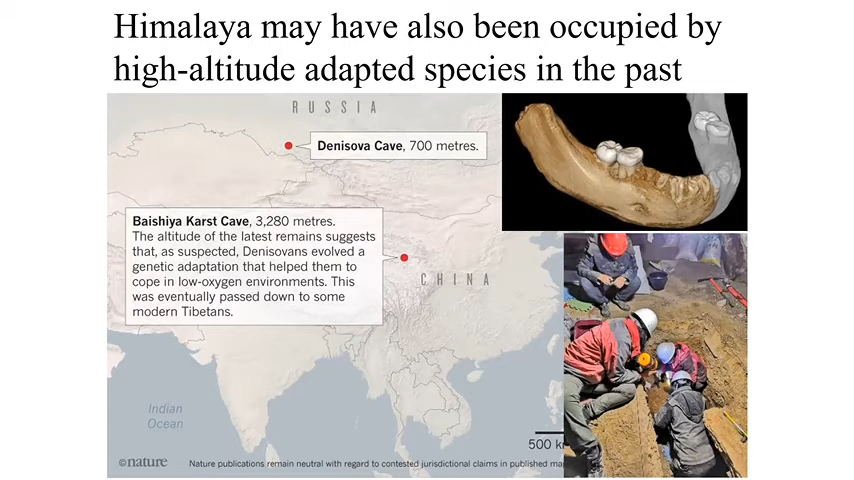 Himalaya may have also been occupied by
high-altitude adapted species in the past
RUSSIA
Denisova Cave, 700 metres.
Baishiya Karst Cave, 3,280 metres.
The altitude of the latest remains suggests
that, as suspected, Denisovans evolved a
genetic adaptation that helped them to
cope in low-oxygen environments. This
was eventually passed down to some
modern Tibetans.
CHINA
Indian
Ocean
500 k
©nature
Nature publications remain neutral with regard to contested jurisdictional claims in published